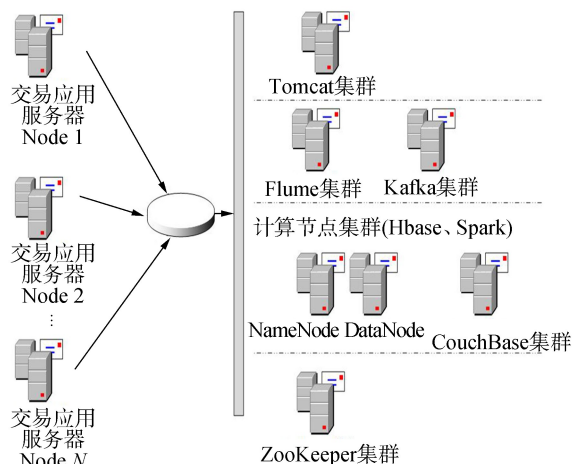 交易应用
服务器
Node 1
交易应用
服务器
Node 2
⋮
交易应用
服务器
Node N
Tomcat集群
Flume集群 Kafka集群
计算节点集群(Hbase、Spark)
NameNode DataNode
CouchBase集群
ZooKeeper集群